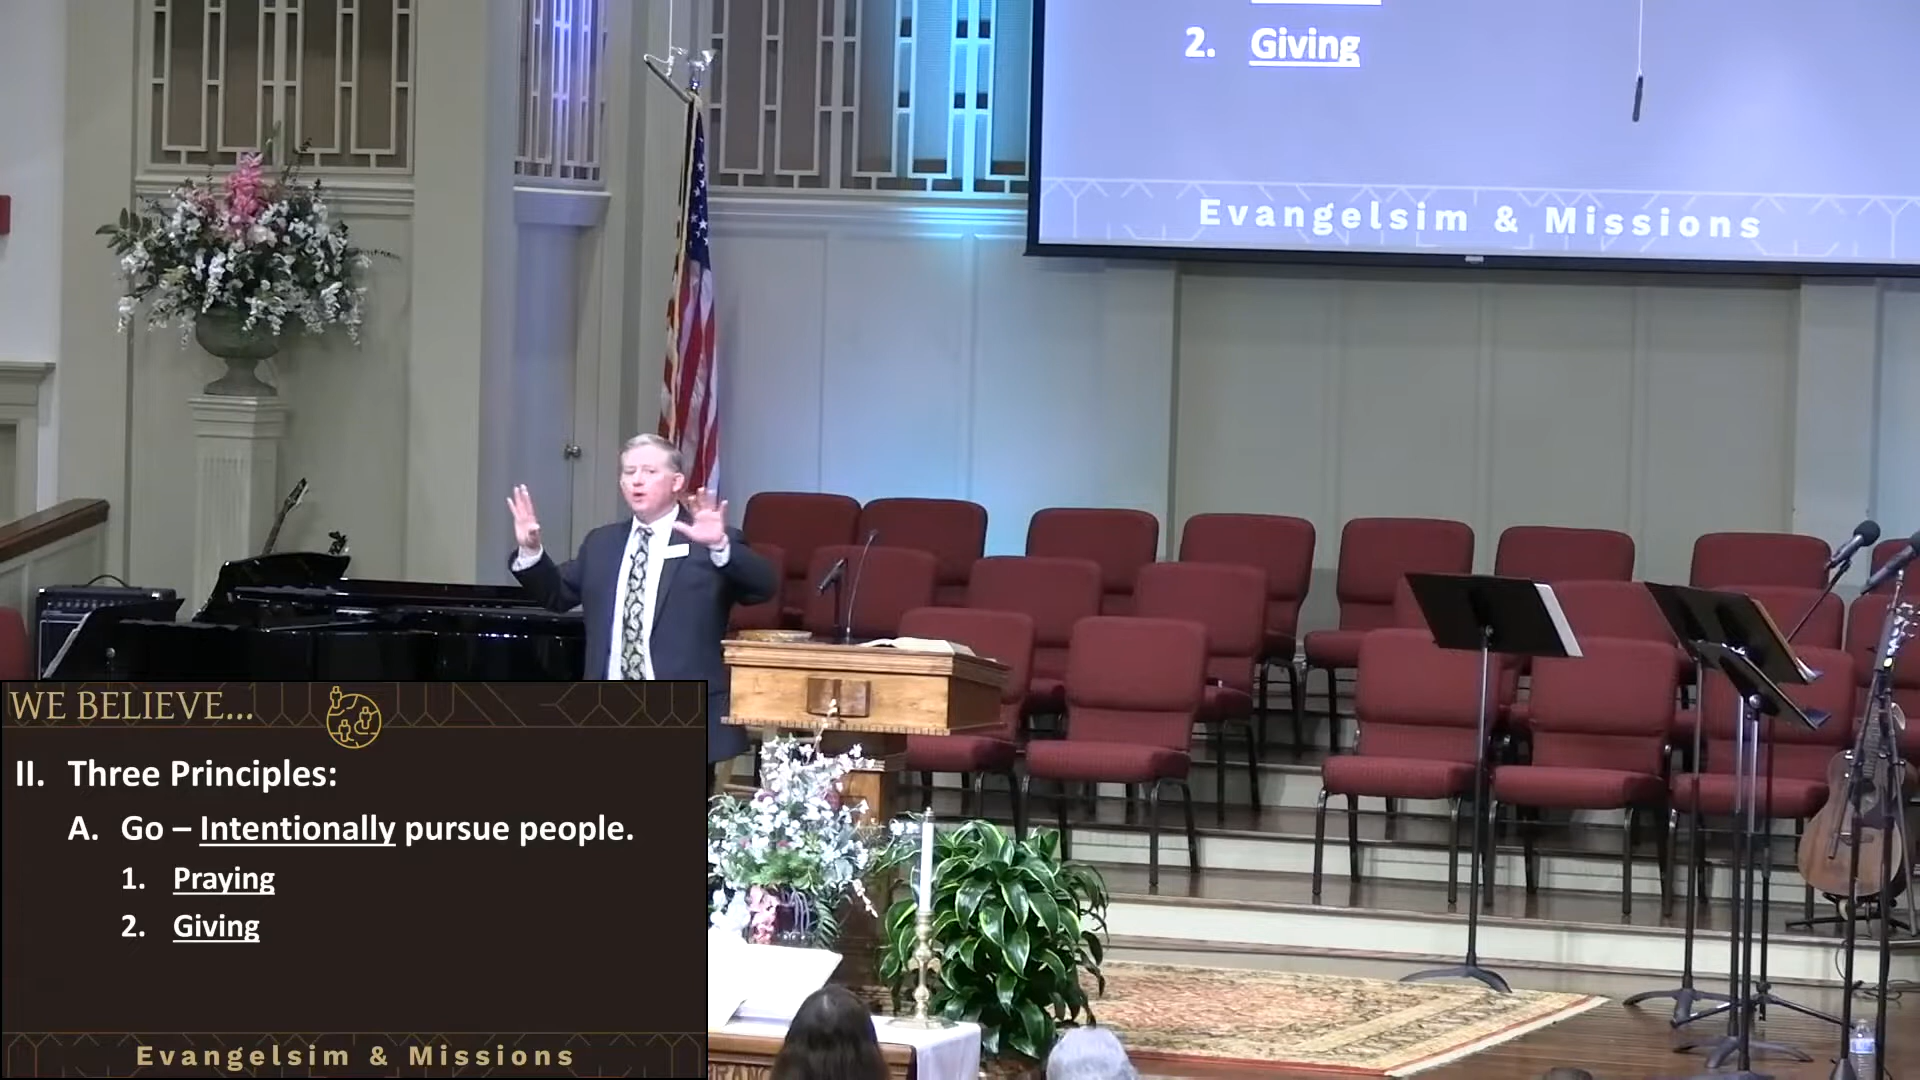 2. Giving
Evangelsim & Missions
WE BELIEVE...
II. Three Principles:
A. Go – Intentionally pursue people.
1. Praying
2. Giving
Evangelsim & Missions